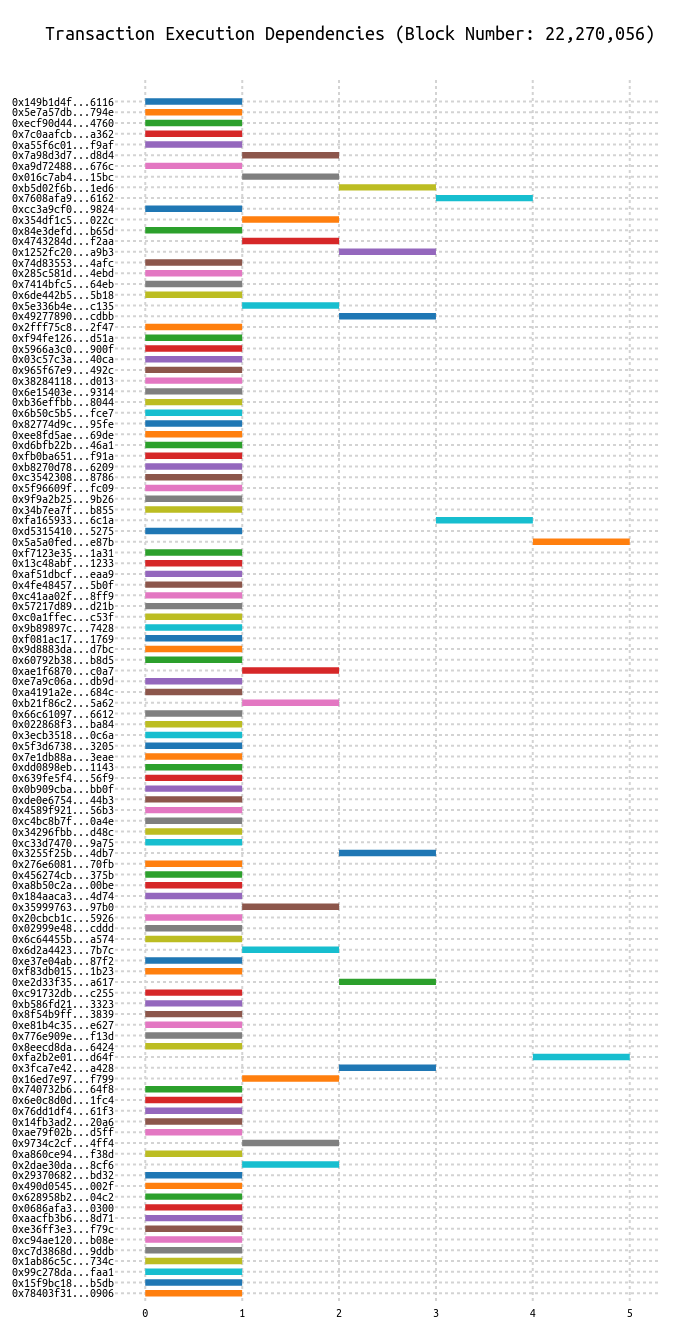 Transaction Execution Dependencies (Block Number: 22,270,056)
0x149b1d4f...6116
0x5e7a57db...794e
0xecf90d44...4760
0x7c0aafcb...a362
0xa55f6c01...f9af
0x7a98d3d7...d8d4
0xa9d72488...676c
0x016c7ab4...15bc
0xb5d02f6b...1ed6
0x7608afa9...6162
0xcc3a9cf0...9824
0x354df1c5...022c
0x84e3defd...b65d
0x4743284d...f2aa
0x1252fc20...a9b3
0x74d83553...4afc
0x285c581d...4ebd
0x7414bfc5...64eb
0x6de442b5...5b18
0x5e336b4e...c135
0x49277890...cdbb
0x2fff75c8...2f47
0xf94fe126...d51a
0x5966a3c0...900f
0x03c57c3a...40ca
0x965f67e9...492c
0x38284118...d013
0x6e15403e...9314
0xb36effbb...8044
0x6b50c5b5...fce7
0x82774d9c...95fe
0xee8fd5ae...69de
0xd6bfb22b...46a1
0xfb0ba651...f91a
0xb8270d78...6209
0xc3542308...8786
0x5f96609f...fc09
0x9f9a2b25...9b26
0x34b7ea7f...b855
0xfa165933...6c1a
0xd5315410...5275
0x5a5a0fed...e87b
0xf7123e35...1a31
0x13c48abf...1233
0xaf51dbcf...eaa9
0x4fe48457...5b0f
0xc41aa02f...8ff9
0x57217d89...d21b
0xc0a1ffec...c53f
0x9b89897c...7428
0xf081ac17...1769
0x9d8883da...d7bc
0x60792b38...b8d5
0xae1f6870...c0a7
0xe7a9c06a...db9d
0xa4191a2e...684c
0xb21f86c2...5a62
0x66c61097...6612
0x022868f3...ba84
0x3ecb3518...0c6a
0x5f3d6738...3205
0x7e1db88a...3eae
0xdd0898eb...1143
0x639fe5f4...56f9
0x0b909cba...bb0f
0xde0e6754...44b3
0x4589f921...56b3
0xc4bc8b7f...0a4e
0x34296fbb...d48c
0xc33d7470...9a75
0x3255f25b...4db7
0x276e6081...70fb
0x456274cb...375b
0xa8b50c2a...00be
0x184aaca3...4d74
0x35999763...97b0
0x20cbcb1c...5926
0x02999e48...cddd
0x6c64455b...a574
0x6d2a4423...7b7c
0xe37e04ab...87f2
0xf83db015...1b23
0xe2d33f35...a617
0xc91732db...c255
0xb586fd21...3323
0x8f54b9ff...3839
0xe81b4c35...e627
0x776e909e...f13d
0x8eecd8da...6424
0xfa2b2e01...d64f
0x3fca7e42...a428
0x16ed7e97...f799
0x740732b6...64f8
0x6e0c8d0d...1fc4
0x76dd1df4...61f3
0x14fb3ad2...20a6
0xae79f02b...d5ff
0x9734c2cf...4ff4
0xa860ce94...f38d
0x2dae30da...8cf6
0x29370682...bd32
0x490d0545...002f
0x628958b2...04c2
0x0686afa3...0300
0xaacfb3b6...8d71
0xe36ff3e3...f79c
0xc94ae120...b08e
0xc7d3868d...9ddb
0x1ab86c5c...734c
0x99c278da...faa1
0x15f9bc18...b5db
0x78403f31...0906
0 1 2 3 4 5